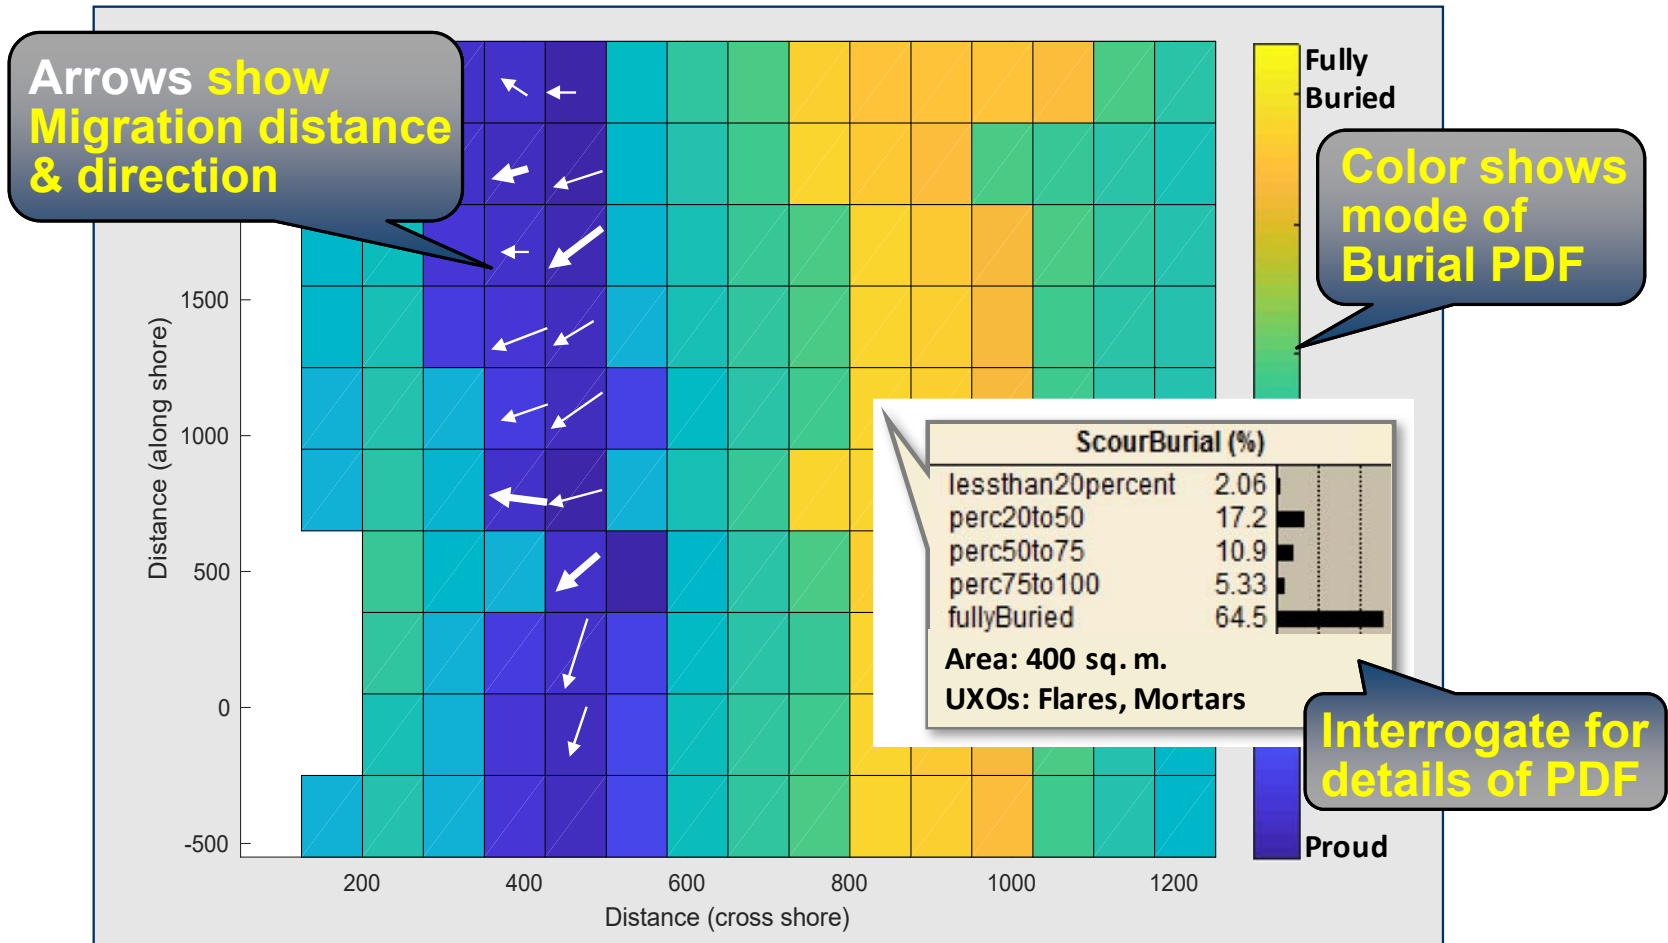 Arrows show
Migration distance
& direction
Fully
Buried
Color shows
mode of
Burial PDF
1500
1000
500
0
-500
Distance (along shore)
ScourBurial (%)
lessthan20percent 2.06
perc20to50 17.2
perc50to75 10.9
perc75to100 5.33
fullyBuried 64.5
Area: 400 sq. m.
UXOs: Flares, Mortars
Interrogate for
details of PDF
Proud
200 400 600 800 1000 1200
Distance (cross shore)